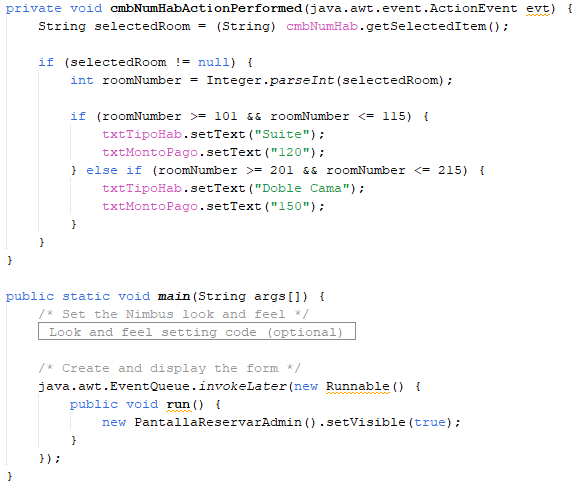 private void cmbNumHabActionPerformed(java.awt.event.ActionEvent evt) {
    String selectedRoom = (String) cmbNumHab.getSelectedItem();

    if (selectedRoom != null) {
        int roomNumber = Integer.parseInt(selectedRoom);

        if (roomNumber >= 101 && roomNumber <= 115) {
            txtTipoHab.setText("Suite");
            txtMontoPago.setText("120");
        } else if (roomNumber >= 201 && roomNumber <= 215) {
            txtTipoHab.setText("Doble Cama");
            txtMontoPago.setText("150");
        }
    }
}

public static void main(String args[]) {
    /* Set the Nimbus look and feel */
    Look and feel setting code (optional)

    /* Create and display the form */
    java.awt.EventQueue.invokeLater(new Runnable() {
        public void run() {
            new PantallaReservarAdmin().setVisible(true);
        }
    });
}